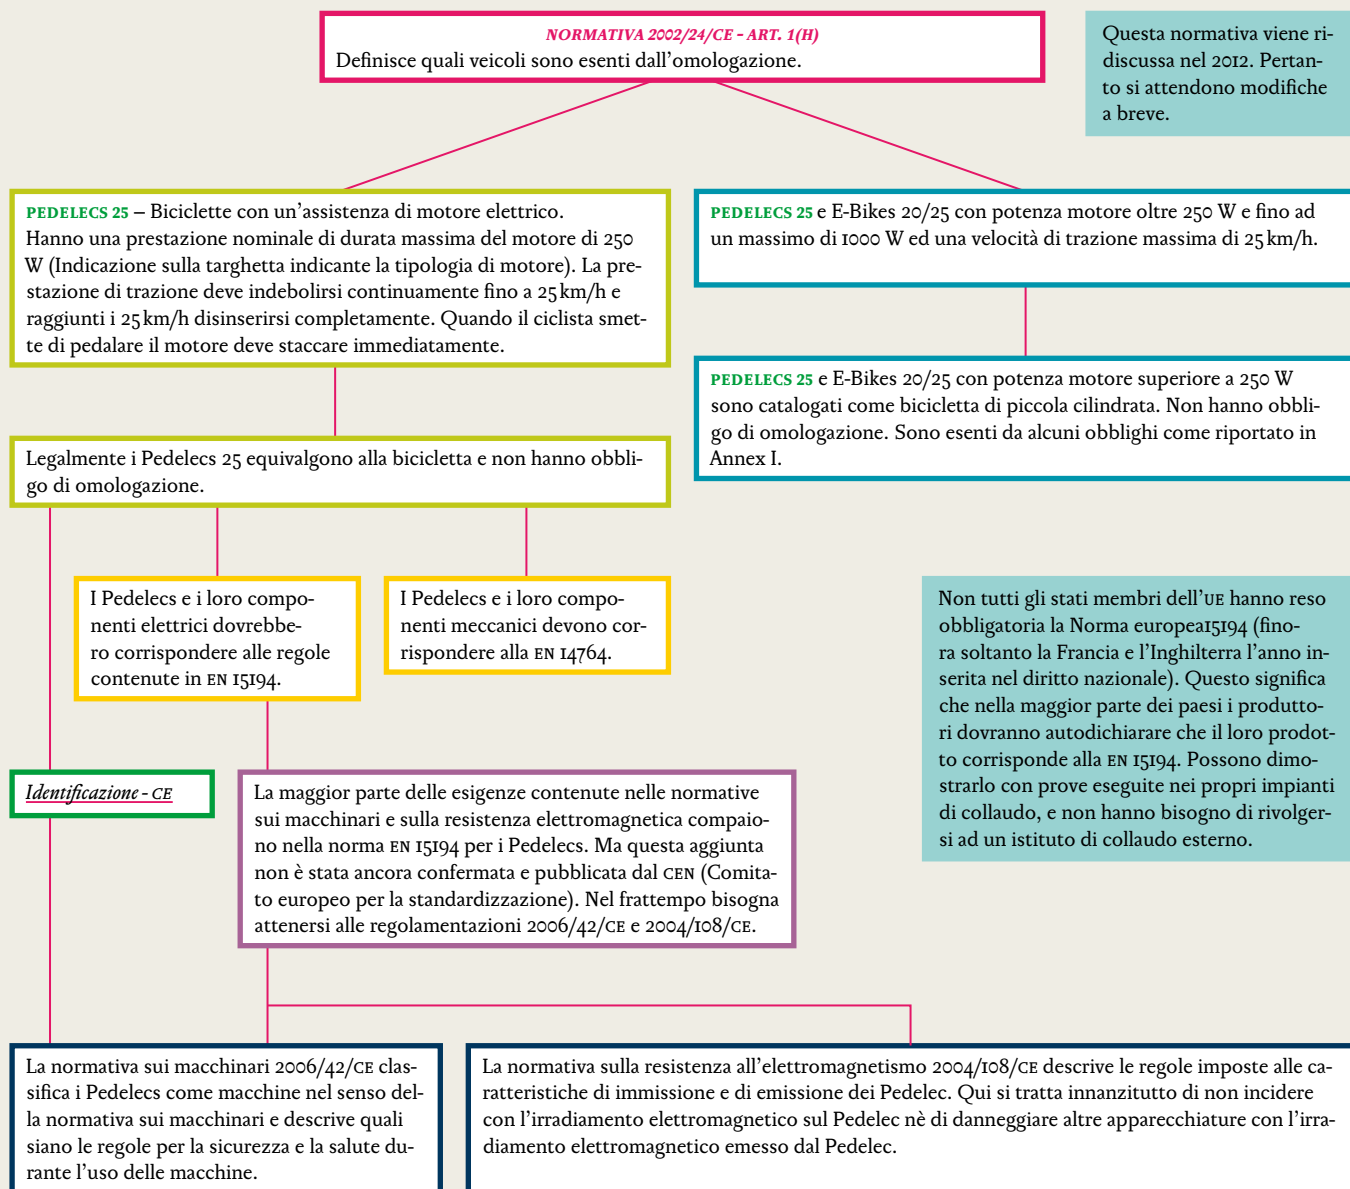 NORMATIVA 2002/24/CE - ART. 1(H)
Definisce quali veicoli sono esenti dall'omologazione.
Questa normativa viene ri-
discussa nel 2012. Pertan-
to si attendono modifiche
a breve.
PEDELECS 25 – Biciclette con un'assistenza di motore elettrico.
Hanno una prestazione nominale di durata massima del motore di 250
W (Indicazione sulla targhetta indicante la tipologia di motore). La pre-
stazione di trazione deve indebolirsi continuamente fino a 25 km/h e
raggiunti i 25 km/h disinserirsi completamente. Quando il ciclista smet-
te di pedalare il motore deve staccare immediatamente.
PEDELECS 25 e E-Bikes 20/25 con potenza motore oltre 250 W e fino ad
un massimo di 1000 W ed una velocità di trazione massima di 25 km/h.
PEDELECS 25 e E-Bikes 20/25 con potenza motore superiore a 250 W
sono catalogati come bicicletta di piccola cilindrata. Non hanno obbli-
go di omologazione. Sono esenti da alcuni obblighi come riportato in
Annex I.
Legalmente i Pedelecs 25 equivalgono alla bicicletta e non hanno obbli-
go di omologazione.
I Pedelecs e i loro compo-
nenti elettrici dovrebbe-
ro corrispondere alle regole
contenute in EN 15194.
I Pedelecs e i loro compo-
nenti meccanici devono cor-
rispondere alla EN 14764.
Non tutti gli stati membri dell'UE hanno reso
obbligatoria la Norma europea15194 (fino-
ra soltanto la Francia e l'Inghilterra l'anno in-
serita nel diritto nazionale). Questo significa
che nella maggior parte dei paesi i produtto-
ri dovranno autodichiarare che il loro prodot-
to corrisponde alla EN 15194. Possono dimo-
strarlo con prove eseguite nei propri impianti
di collaudo, e non hanno bisogno di rivolger-
si ad un istituto di collaudo esterno.
Identificazione - CE
La maggior parte delle esigenze contenute nelle normative
sui macchinari e sulla resistenza elettromagnetica compaio-
no nella norma EN 15194 per i Pedelecs. Ma questa aggiunta
non è stata ancora confermata e pubblicata dal CEN (Comita-
to europeo per la standardizzazione). Nel frattempo bisogna
attenersi alle regolamentazioni 2006/42/CE e 2004/108/CE.
La normativa sui macchinari 2006/42/CE clas-
sifica i Pedelecs come macchine nel senso del-
la normativa sui macchinari e descrive quali
siano le regole per la sicurezza e la salute du-
rante l'uso delle macchine.
La normativa sulla resistenza all'elettromagnetismo 2004/108/CE descrive le regole imposte alle ca-
ratteristiche di immissione e di emissione dei Pedelec. Qui si tratta innanzitutto di non incidere
con l'irradiamento elettromagnetico sul Pedelec nè di danneggiare altre apparecchiature con l'irra-
diamento elettromagnetico emesso dal Pedelec.